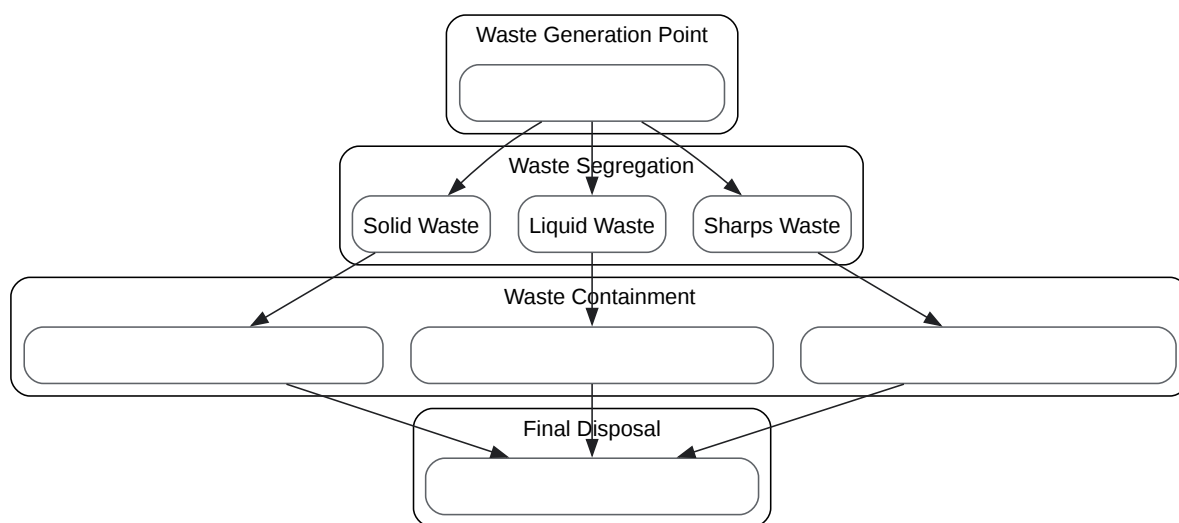 Waste Generation Point
Waste Segregation
Solid Waste
Liquid Waste
Sharps Waste
Waste Containment
Final Disposal